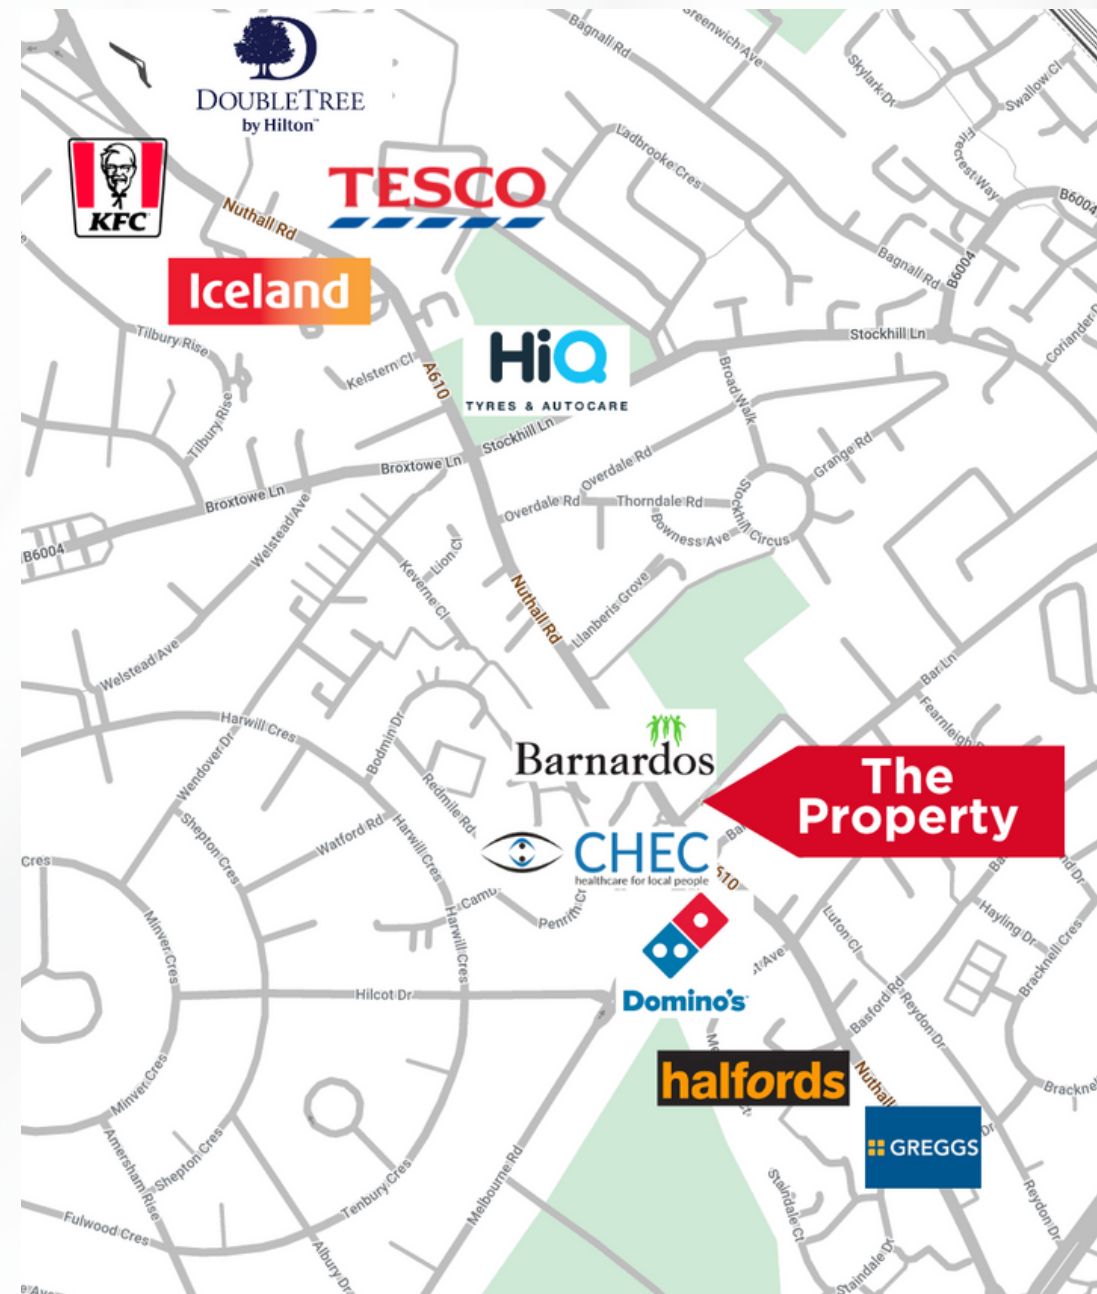 Bagnall Rd
Greenwich Ave
Skylark Dr
Swallow Cl
DOUBLETREE
by Hilton™
Ladbrooke Cres
Firecrest Way
B6004
KFC
TESCO
Nuthall Rd
Bagnall Rd
B6004
Iceland
Tilbury Rise
Stockhill Ln
HiQ
TYRES & AUTOCARE
Kelstern Cl
A610
Broad Walk
Tilbury Rise
Stockhill Ln
Broxtowe Ln
Overdale Rd
Grange Rd
Broxtowe Ln
Overdale Rd
Thorndale Rd
Stockhill Circus
Bowness Ave
B6004
Welstead Ave
Lion Cl
Keverne Cl
Nuthall Rd
Llanberis Grove
Welstead Ave
Bar Ln
Harwill Cres
Wendover Dr
Bodmin Dr
Barnardos
The
Property
Redmile Rd
Shepton Cres
Watford Rd
Harwill Cres
CHEC
healthcare for local people
Cres
Penrith Cr
Minver Cres
Harwill Cres
Luton Cl
Hayling Dr
Bracknell Cres
Domino's
Hilcot Dr
Basford Rd
Reydon Dr
halfords
Nuthall
Minver Cres
GREGGS
Dr
Amersham Rise
Shepton Cres
Tenbury Cres
Melbourne Rd
Staindale Ct
Reydon Dr
Fulwood Cres
Albury Dr
Staindale Dr